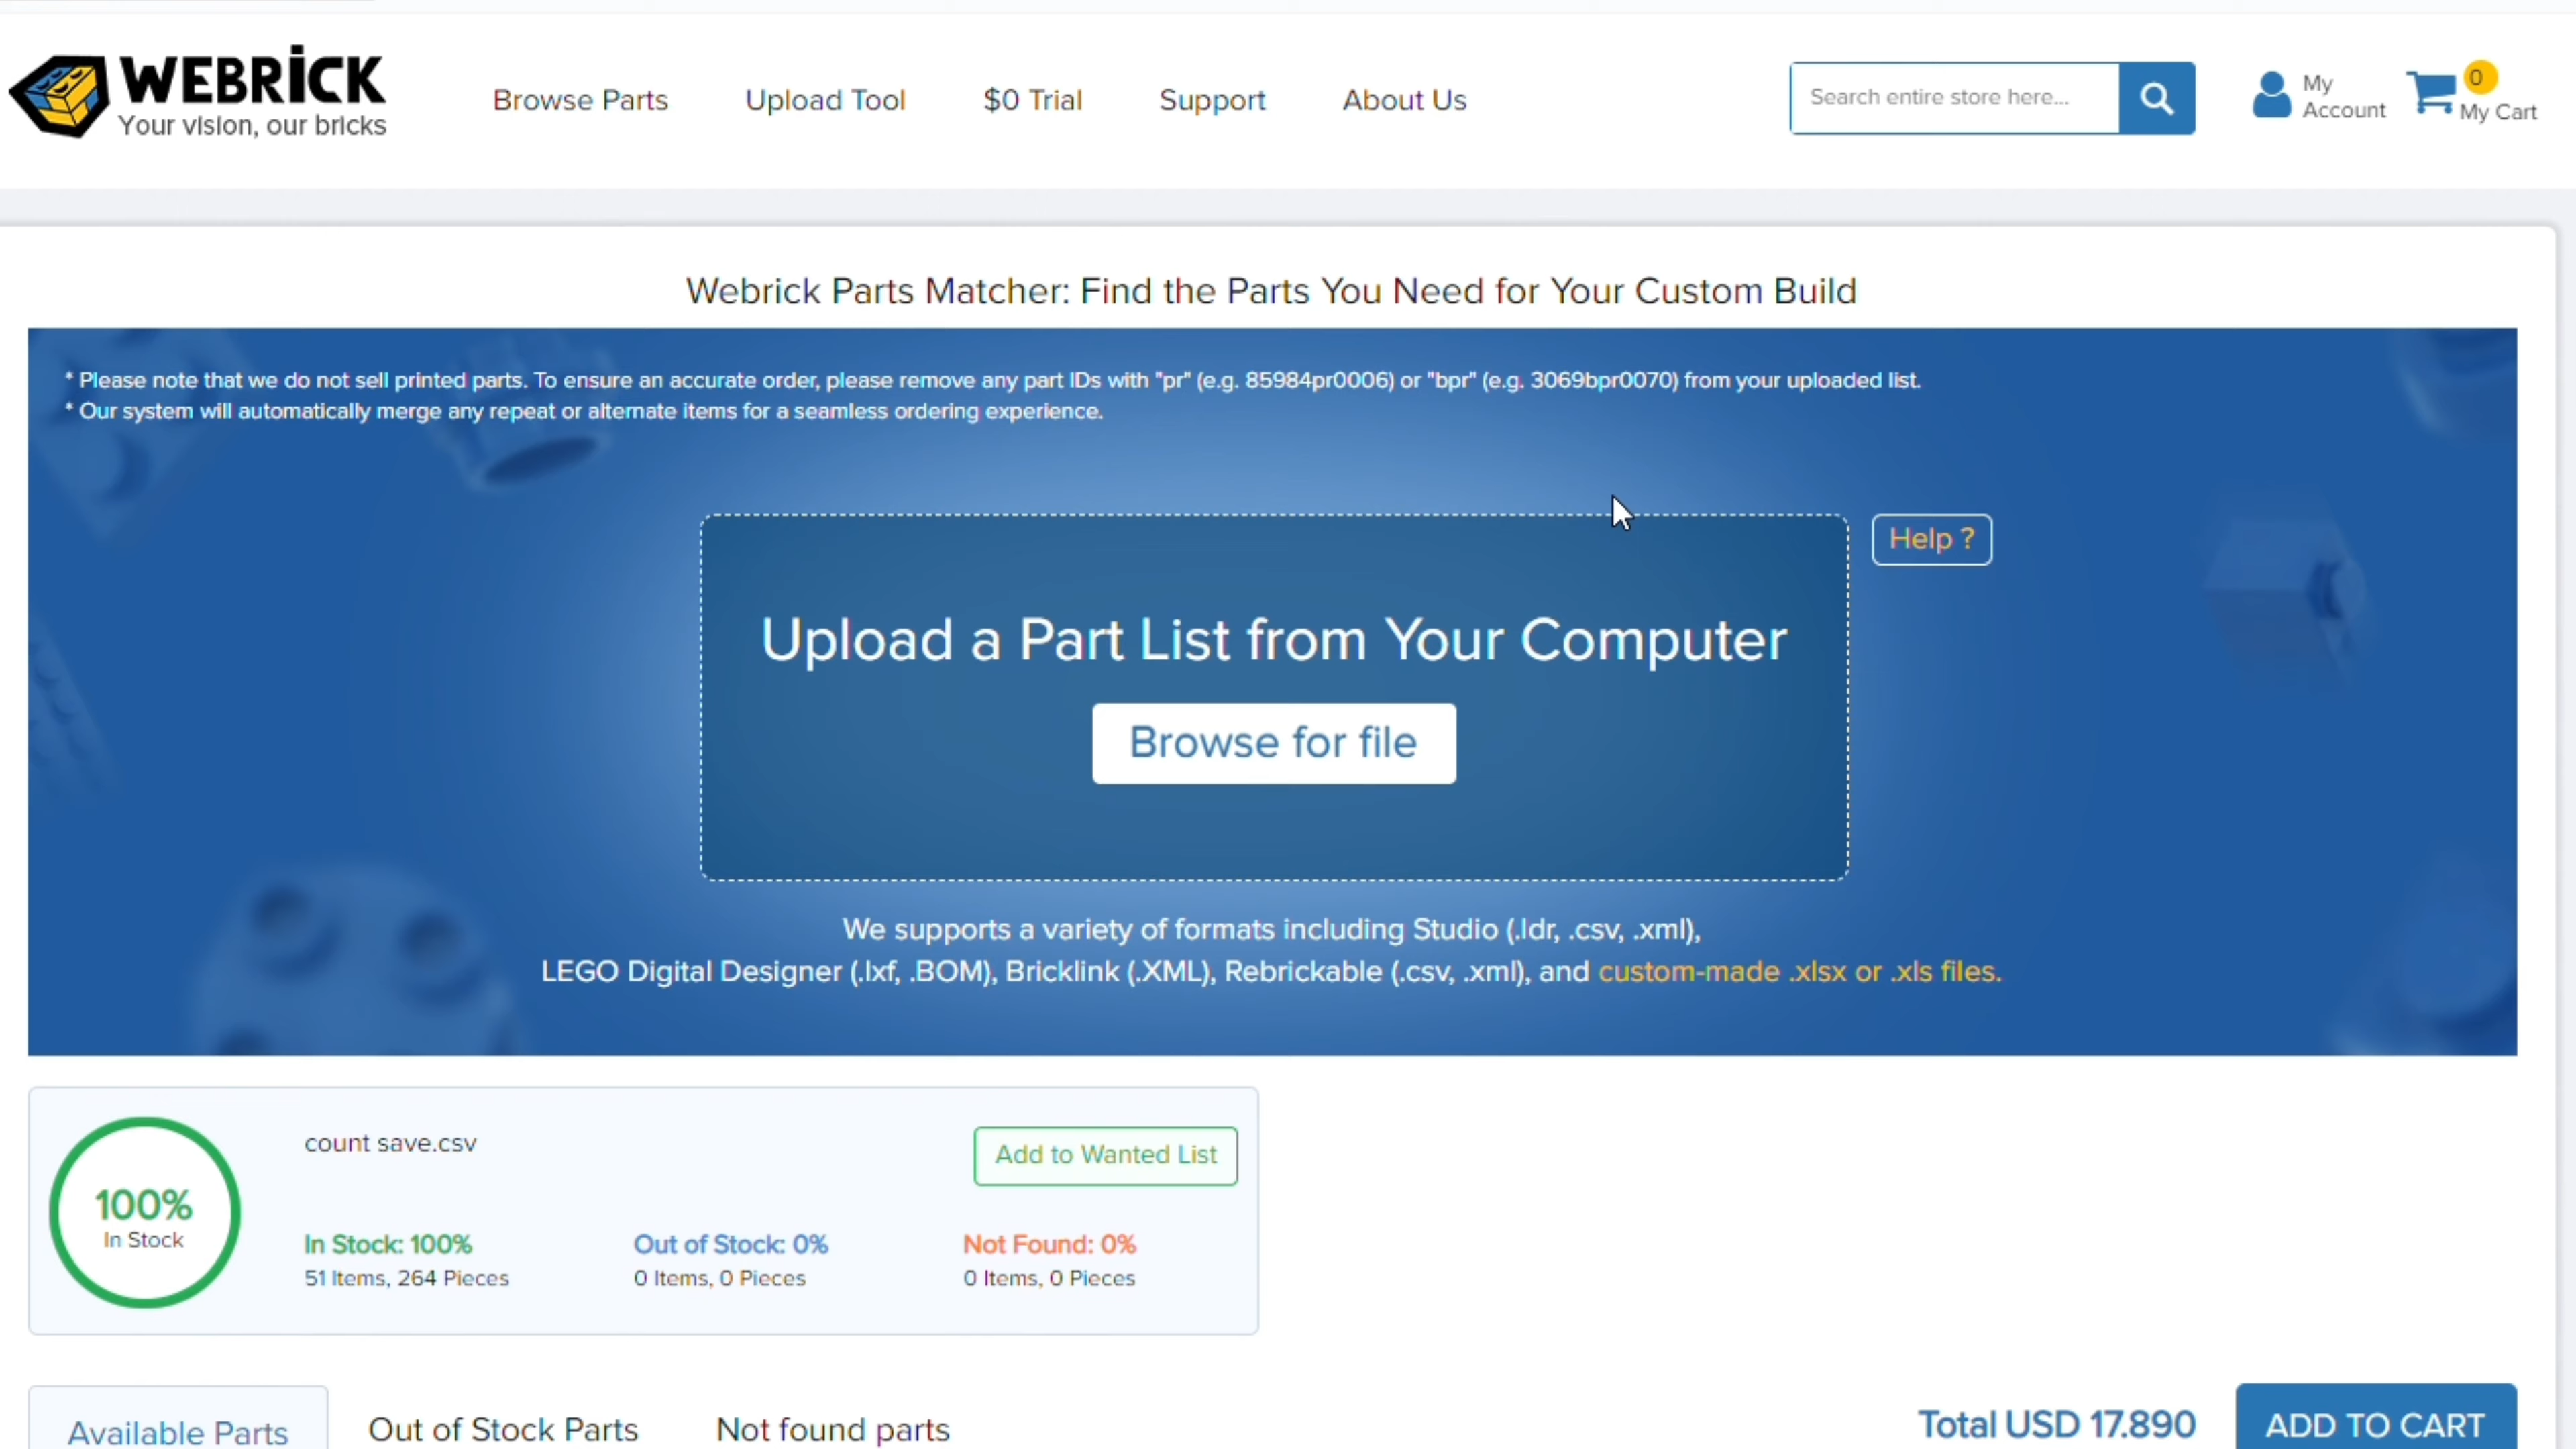 WEBRICK
Your vision, our bricks
Browse Parts
Upload Tool
$0 Trial
Support
About Us
Search entire store here...
My
Account
0
My Cart
Webrick Parts Matcher: Find the Parts You Need for Your Custom Build
* Please note that we do not sell printed parts. To ensure an accurate order, please remove any part IDs with "pr" (e.g. 85984pr0006) or "bpr" (e.g. 3069bpr0070) from your uploaded list.
* Our system will automatically merge any repeat or alternate items for a seamless ordering experience.
Help ?
Upload a Part List from Your Computer
Browse for file
We supports a variety of formats including Studio (.ldr, .csv, .xml),
LEGO Digital Designer (.lxf, .BOM), Bricklink (.XML), Rebrickable (.csv, .xml), and custom-made .xlsx or .xls files.
100%
In Stock
count save.csv
Add to Wanted List
In Stock: 100%
51 Items, 264 Pieces
Out of Stock: 0%
0 Items, 0 Pieces
Not Found: 0%
0 Items, 0 Pieces
Available Parts
Out of Stock Parts
Not found parts
Total USD 17.890
ADD TO CART